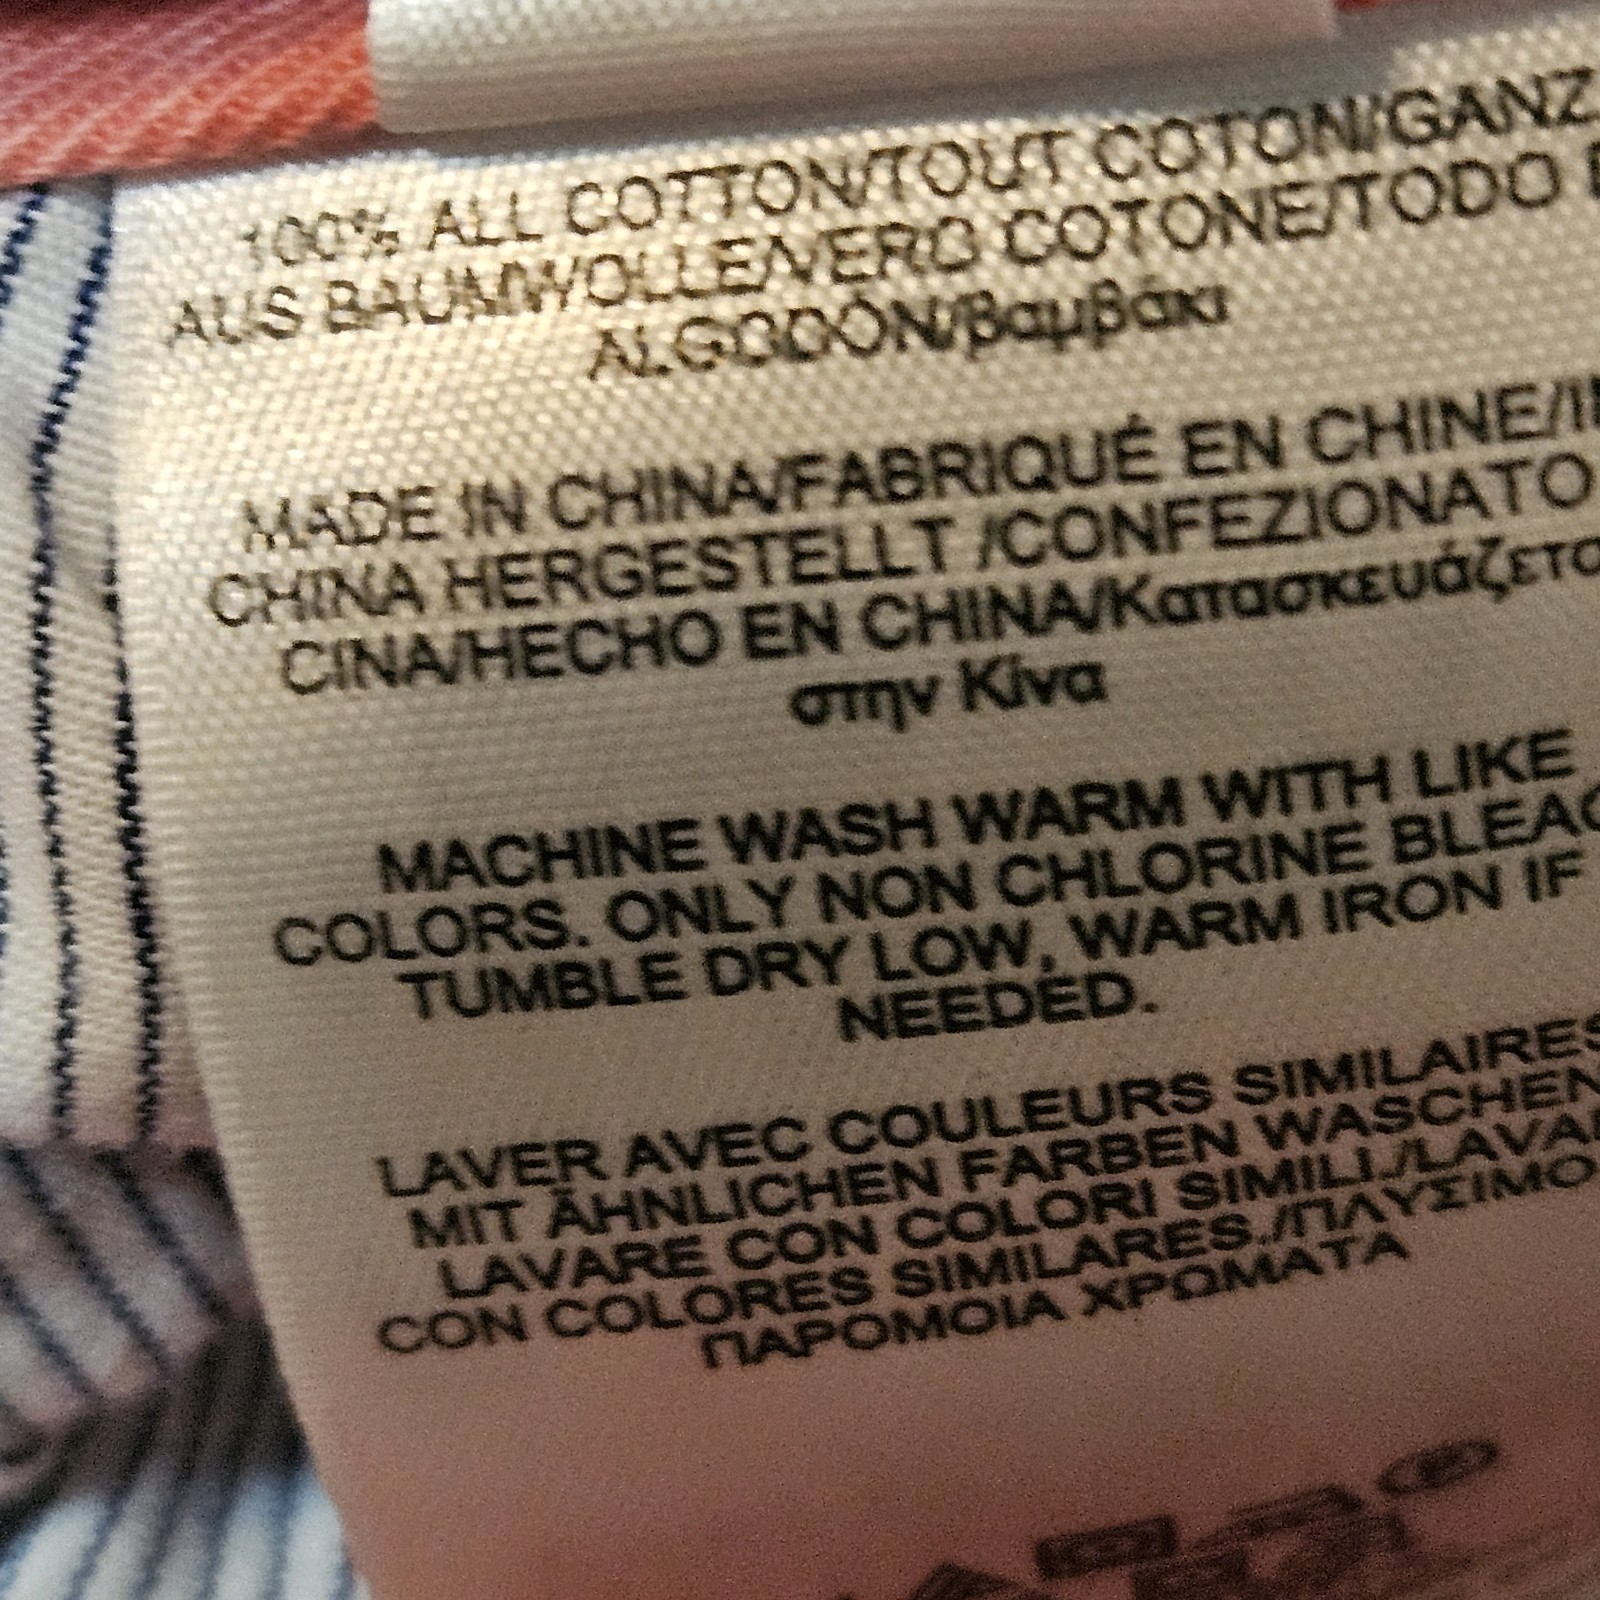 100% ALL COTTON/TOUT COTON/GANZ
AUS BAUMWOLLE/VERO COTONE/TODO
ALGODÓN/βαμβάκι
MADE IN CHINA/FABRIQUÉ EN CHINE/
CHINA HERGESTELLT /CONFEZIONATO
CINA/HECHO EN CHINA/
στην Κίνα
MACHINE WASH WARM WITH LIKE
COLORS. ONLY NON CHLORINE
TUMBLE DRY LOW, WARM IRON IF
NEEDED.
LAVER AVEC COULEURS SIMILAIRES
MIT ÄHNLICHEN FARBEN WASCHEN
LAVARE CON COLORI SIMILI./
CON COLORES SIMILARES./ΠΛΥΣΙΜΟ
ΠΑΡΟΜΟΙΑ ΧΡΩΜΑΤΑ